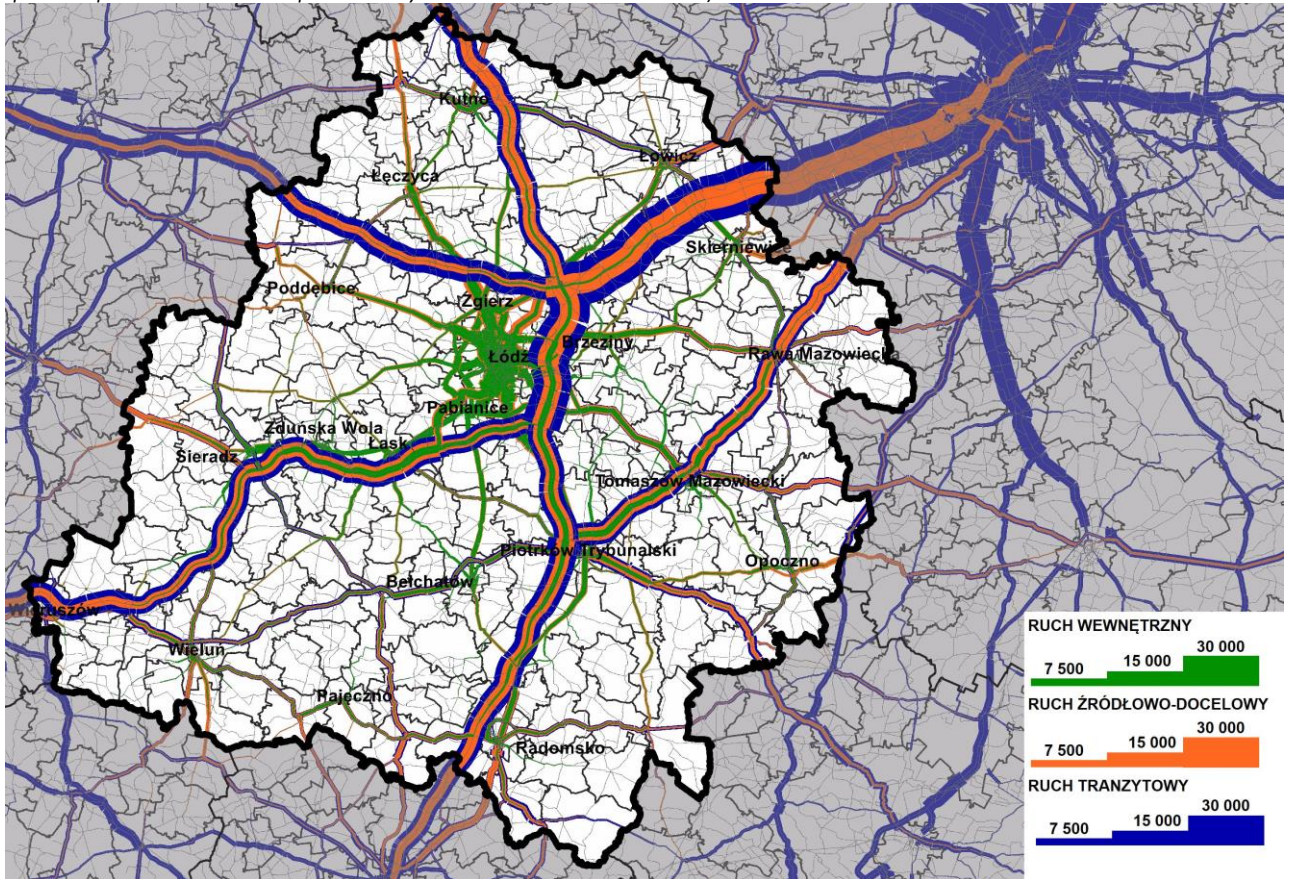 Kutno
Łowicz
Łęczyca
Skierniewice
Poddębice
Zgierz
Brzeziny
Łódź
Rawa Mazowiecka
Pabianice
Zduńska Wola
Łask
Sieradz
Tomaszów Mazowiecki
Piotrków Trybunalski
Opoczno
Bełchatów
Wieruszów
Wieluń
Pajęczno
Radomsko
RUCH WEWNĘTRZNY
7 500 15 000 30 000
RUCH ŹRÓDŁOWO-DOCELOWY
7 500 15 000 30 000
RUCH TRANZYTOWY
7 500 15 000 30 000